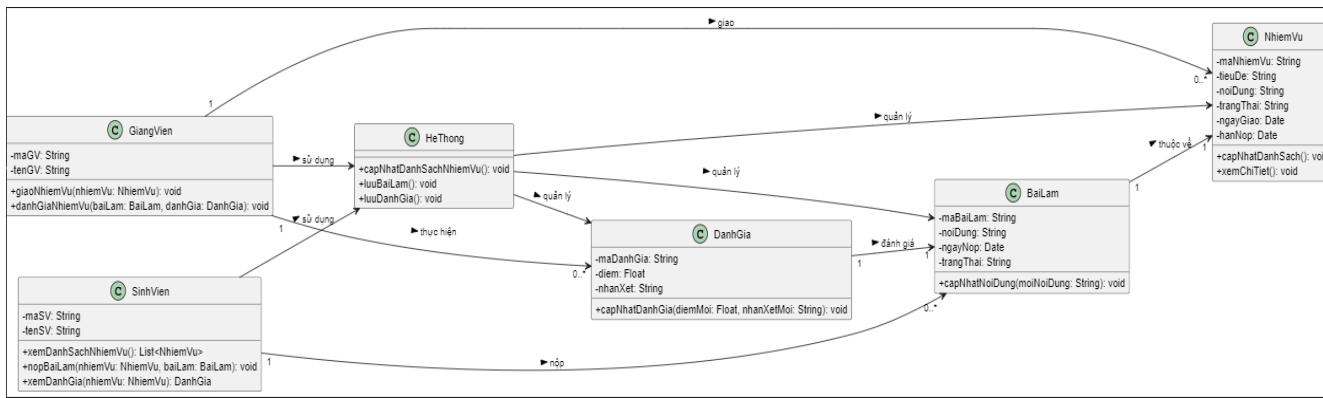 giao
C NhiemVu
-maNhiemVu: String
-tieuDe: String
-noiDung: String
-trangThai: String
-ngayGiao: Date
-hanNop: Date
+capNhatDanhSach():
+xemChiTiet(): void
1
0..*
C GiangVien
-maGV: String
-tenGV: String
+giaoNhiemVu(nhiemVu: NhiemVu): void
+danhGiaNhiemVu(baiLam: BaiLam, danhGia: DanhGia): void
sử dụng
C HeThong
+capNhatDanhSachNhiemVu(): void
+luuBaiLam(): void
+luuDanhGia(): void
quản lý
quản lý
quản lý
thuộc về
1
1
sử dụng
1
thực hiện
0..*
C DanhGia
-maDanhGia: String
-diem: Float
-nhanXet: String
+capNhatDanhGia(diemMoi: Float, nhanXetMoi: String): void
đánh giá
1
1
C BaiLam
-maBaiLam: String
-noiDung: String
-ngayNop: Date
-trangThai: String
+capNhatNoiDung(moiNoiDung: String): void
0..*
C SinhVien
-maSV: String
-tenSV: String
+xemDanhSachNhiemVu(): List<NhiemVu>
+nopBaiLam(nhiemVu: NhiemVu, baiLam: BaiLam): void
+xemDanhGia(nhiemVu: NhiemVu): DanhGia
1
nộp